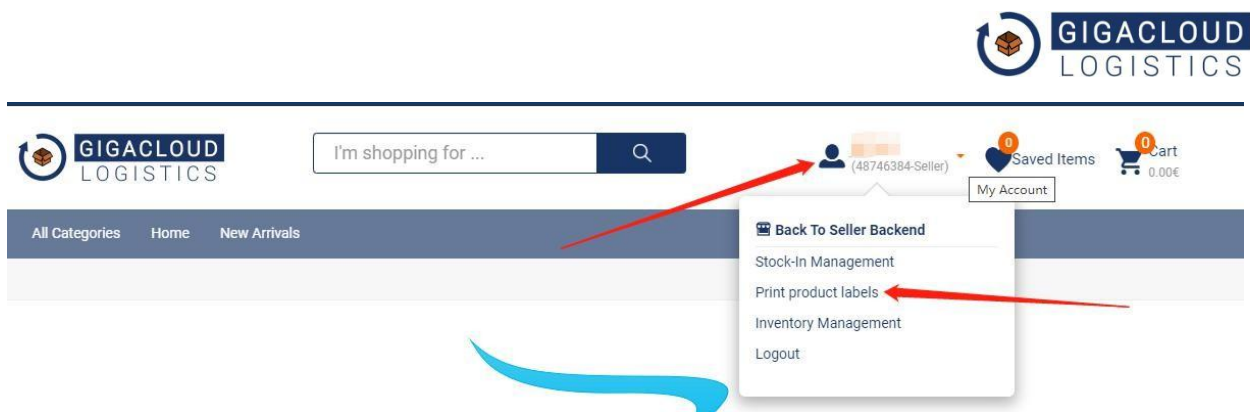 GIGACLOUD
LOGISTICS
GIGACLOUD
LOGISTICS
I'm shopping for ...
(48746384-Seller)
0
Saved Items
0
Cart
0.00€
My Account
All Categories Home New Arrivals
Back To Seller Backend
Stock-In Management
Print product labels
Inventory Management
Logout